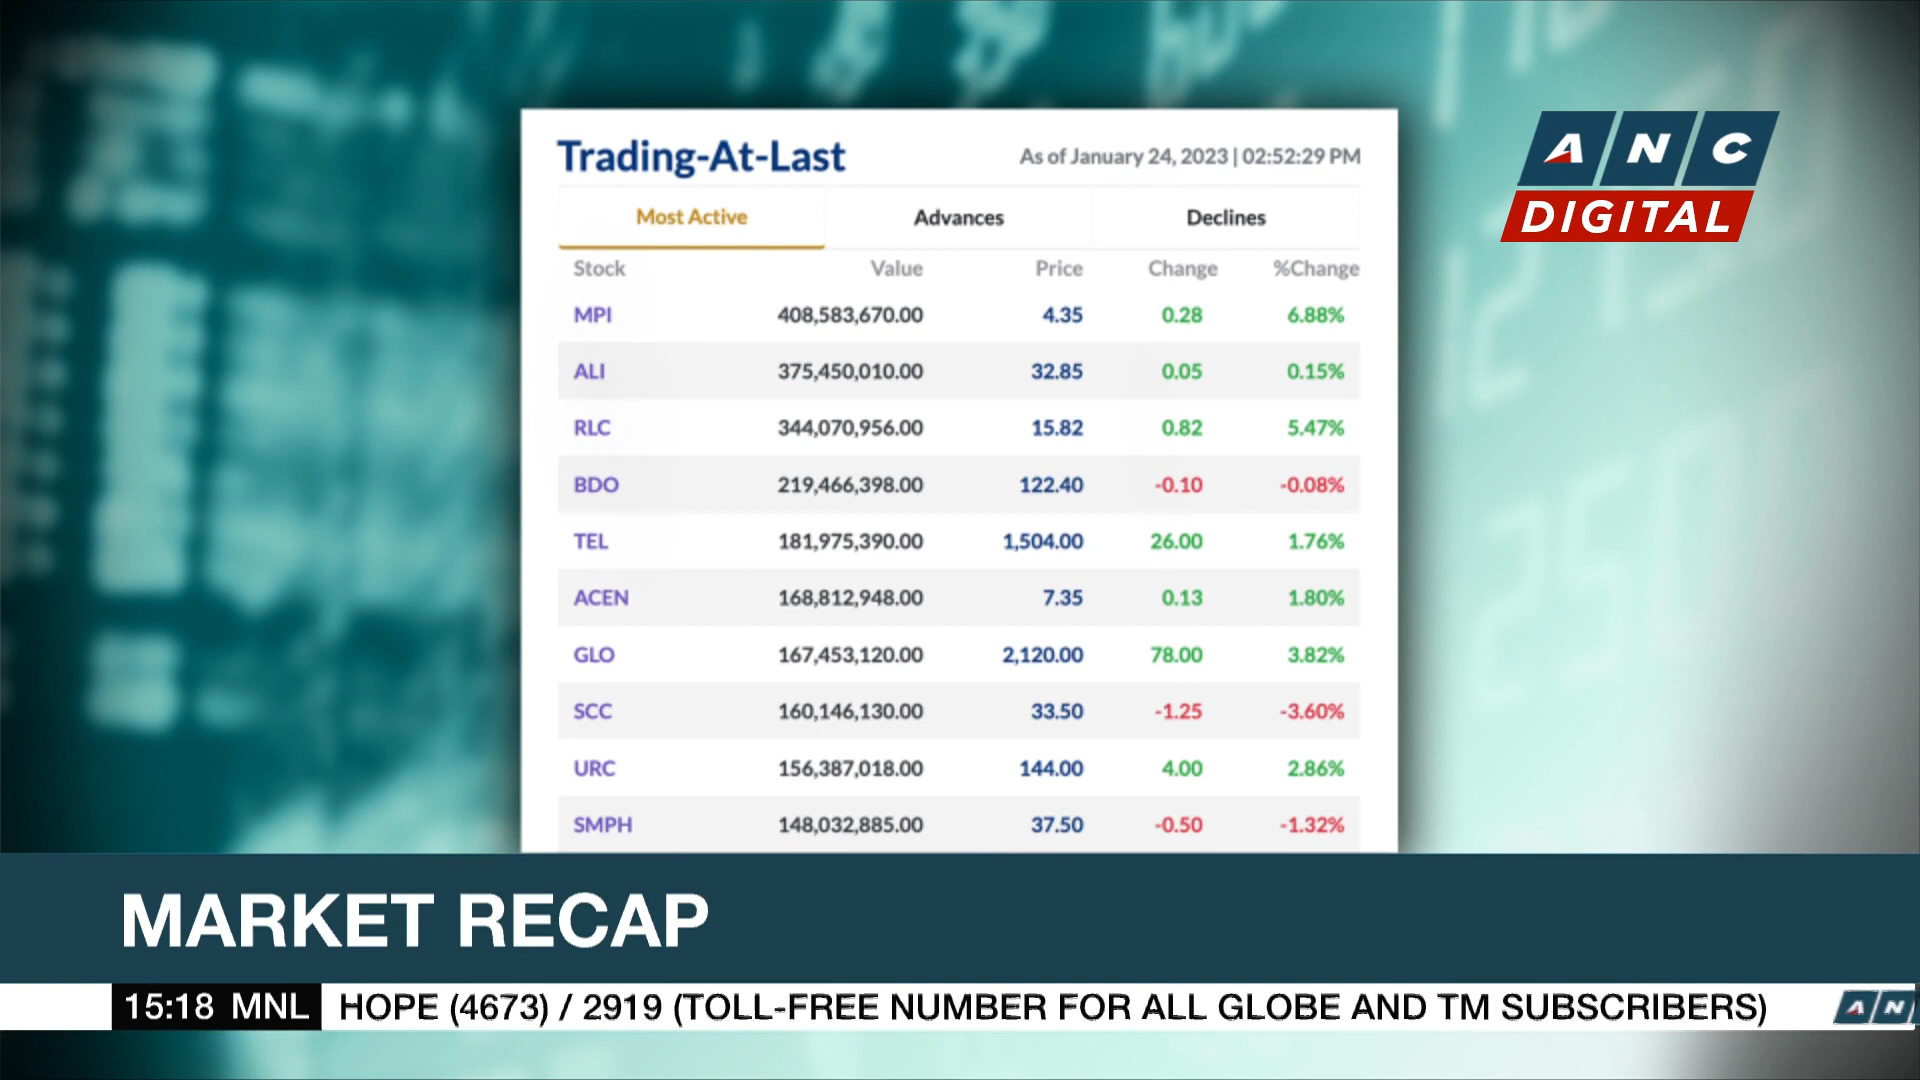 Trading-At-Last
As of January 24, 2023 | 02:52:29 PM
ANC
DIGITAL
Most Active Advances Declines
Stock Value Price Change %Change
MPI 408,583,670.00 4.35 0.28 6.88%
ALI 375,450,010.00 32.85 0.05 0.15%
RLC 344,070,956.00 15.82 0.82 5.47%
BDO 219,466,398.00 122.40 -0.10 -0.08%
TEL 181,975,390.00 1,504.00 26.00 1.76%
ACEN 168,812,948.00 7.35 0.13 1.80%
GLO 167,453,120.00 2,120.00 78.00 3.82%
SCC 160,146,130.00 33.50 -1.25 -3.60%
URC 156,387,018.00 144.00 4.00 2.86%
SMPH 148,032,885.00 37.50 -0.50 -1.32%
MARKET RECAP
15:18 MNL HOPE (4673) / 2919 (TOLL-FREE NUMBER FOR ALL GLOBE AND TM SUBSCRIBERS) AN